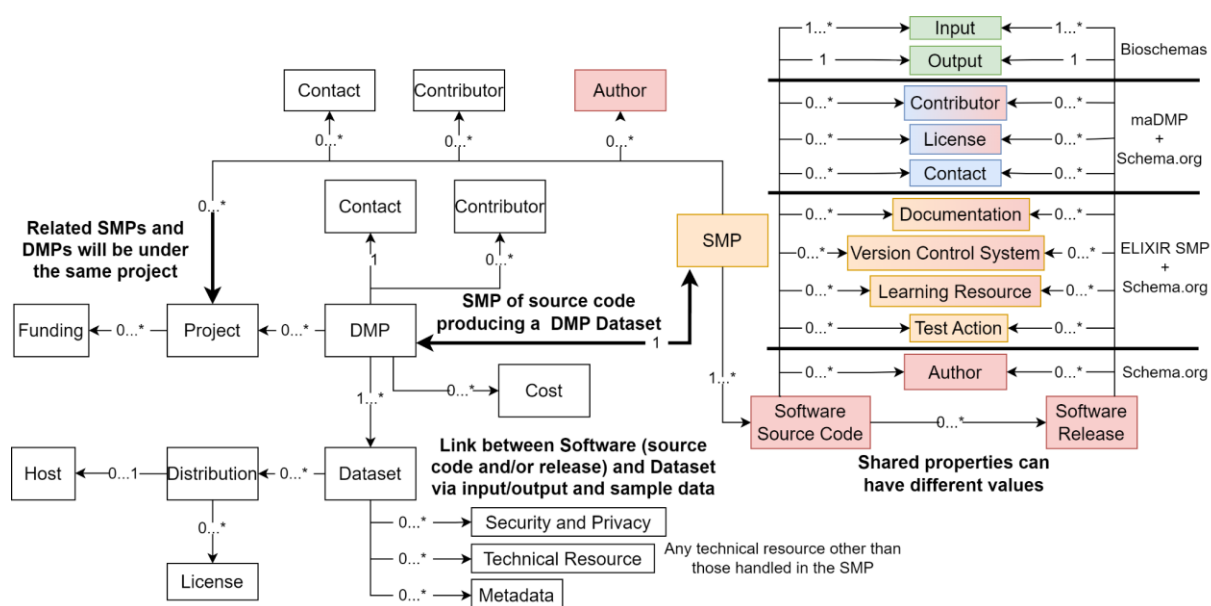 1...*
Input
1...*
1
Output
1
Bioschemas
Contact
Contributor
Author
0...*
0...*
0...*
0...*
Contributor
0...*
0...*
License
0...*
0...*
Contact
0...*
maDMP
+
Schema.org
0...*
Related SMPs and
DMPs will be under
the same project
Contact
Contributor
1
0...*
SMP
0...*
Documentation
0...*
0...*
Version Control System
0...*
0...*
Learning Resource
0...*
0...*
Test Action
0...*
ELIXIR SMP
+
Schema.org
Funding
0...*
Project
0...*
DMP
SMP of source code
producing a DMP Dataset
1
1...*
0...*
Cost
1...*
0...*
Author
0...*
Schema.org
Software
Source Code
0...*
Software
Release
Shared properties can
have different values
Link between Software (source
code and/or release) and Dataset
via input/output and sample data
Host
0...1
Distribution
0...*
Dataset
0...*
License
0...*
Security and Privacy
0...*
Technical Resource
Any technical resource other than
those handled in the SMP
0...*
Metadata